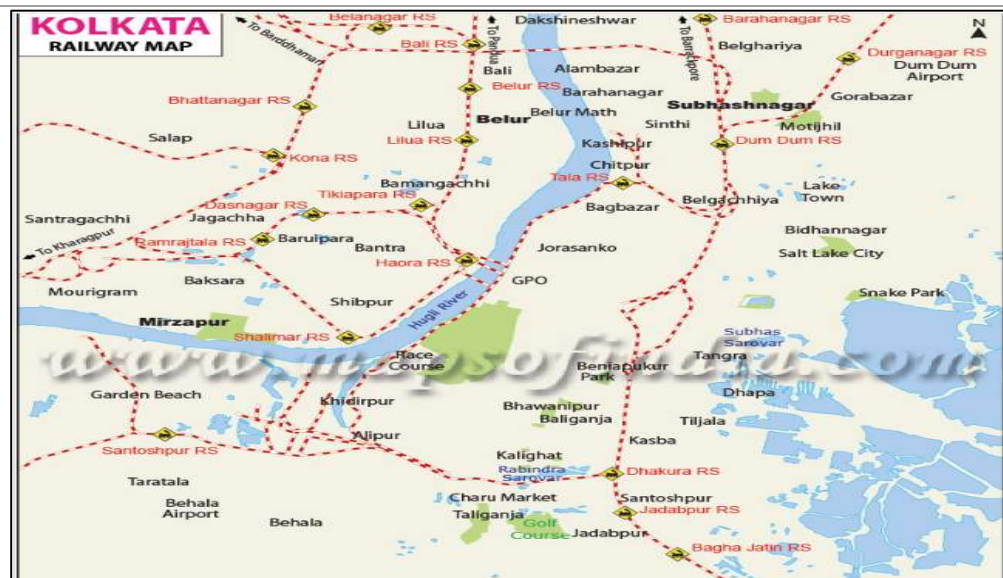 KOLKATA
RAILWAY MAP
To Barddhaman
Belanagar RS
To Pandua
Dakshineshwar
To Barrackpore
Barahanagar RS
N
Bali RS
Belghariya
Durganagar RS
Dum Dum
Airport
Bali
Alambazar
Belur RS
Barahanagar
Gorabazar
Bhattanagar RS
Subhashnagar
Belur
Belur Math
Lilua
Sinthi
Motijhil
Salap
Lilua RS
Kashipur
Dum Dum RS
Kona RS
Chitpur
Tala RS
Bamangachhi
Tikiapara RS
Lake
Town
Dasnagar RS
Bagbazar
Belgachhiya
Santragachhi
Jagachha
Bidhannagar
To Kharagpur
Ramrajtala RS
Baruipara
Bantra
Jorasanko
Salt Lake City
Haora RS
Baksara
GPO
Mourigram
Snake Park
Shibpur
Hugli River
Mirzapur
Shalimar RS
Subhas
Sarovar
www.mapsofindia.com
Race
Course
Tangra
Beniapukur
Park
Garden Beach
Khidirpur
Dhapa
Bhawanipur
Baliganja
Tiljala
Alipur
Kasba
Santoshpur RS
Kalighat
Rabindra
Sarovar
Dhakura RS
Taratala
Charu Market
Santoshpur
Behala
Airport
Taliganja
Jadabpur RS
Behala
Golf
Course
Jadabpur
Bagha Jatin RS